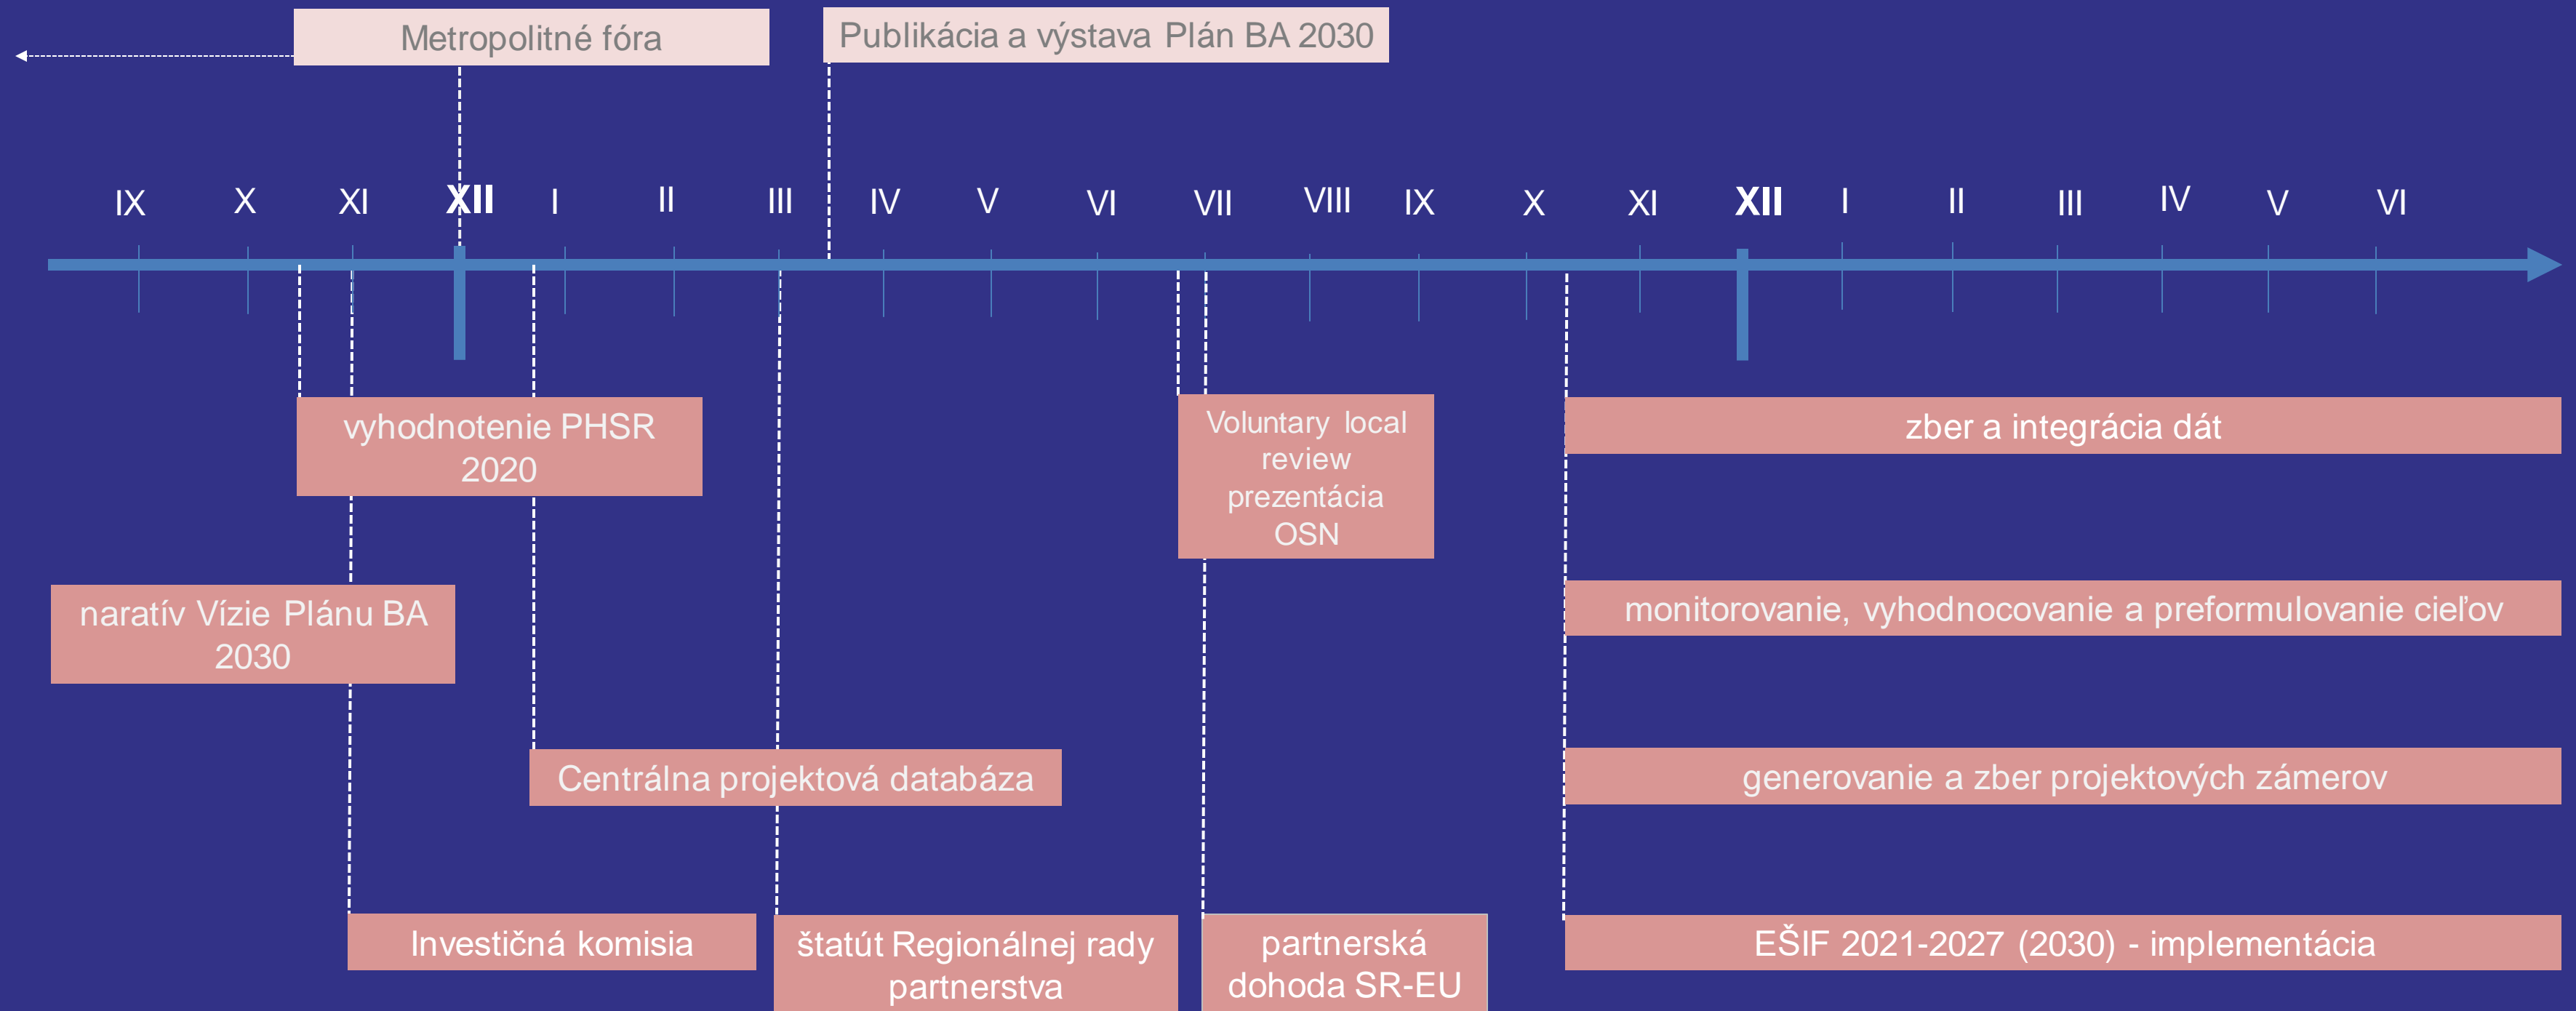 Metropolitné fóra
Publikácia a výstava Plán BA 2030
IX X XI XII I II III IV V VI VII VIII IX X XI XII I II III IV V VI
vyhodnotenie PHSR
2020
Voluntary local
review
prezentácia
OSN
zber a integrácia dát
naratív Vízie Plánu BA
2030
monitorovanie, vyhodnocovanie a preformulovanie cieľov
Centrálna projektová databáza
generovanie a zber projektových zámerov
Investičná komisia
štatút Regionálnej rady
partnerstva
partnerská
dohoda SR-EU
EŠIF 2021-2027 (2030) - implementácia